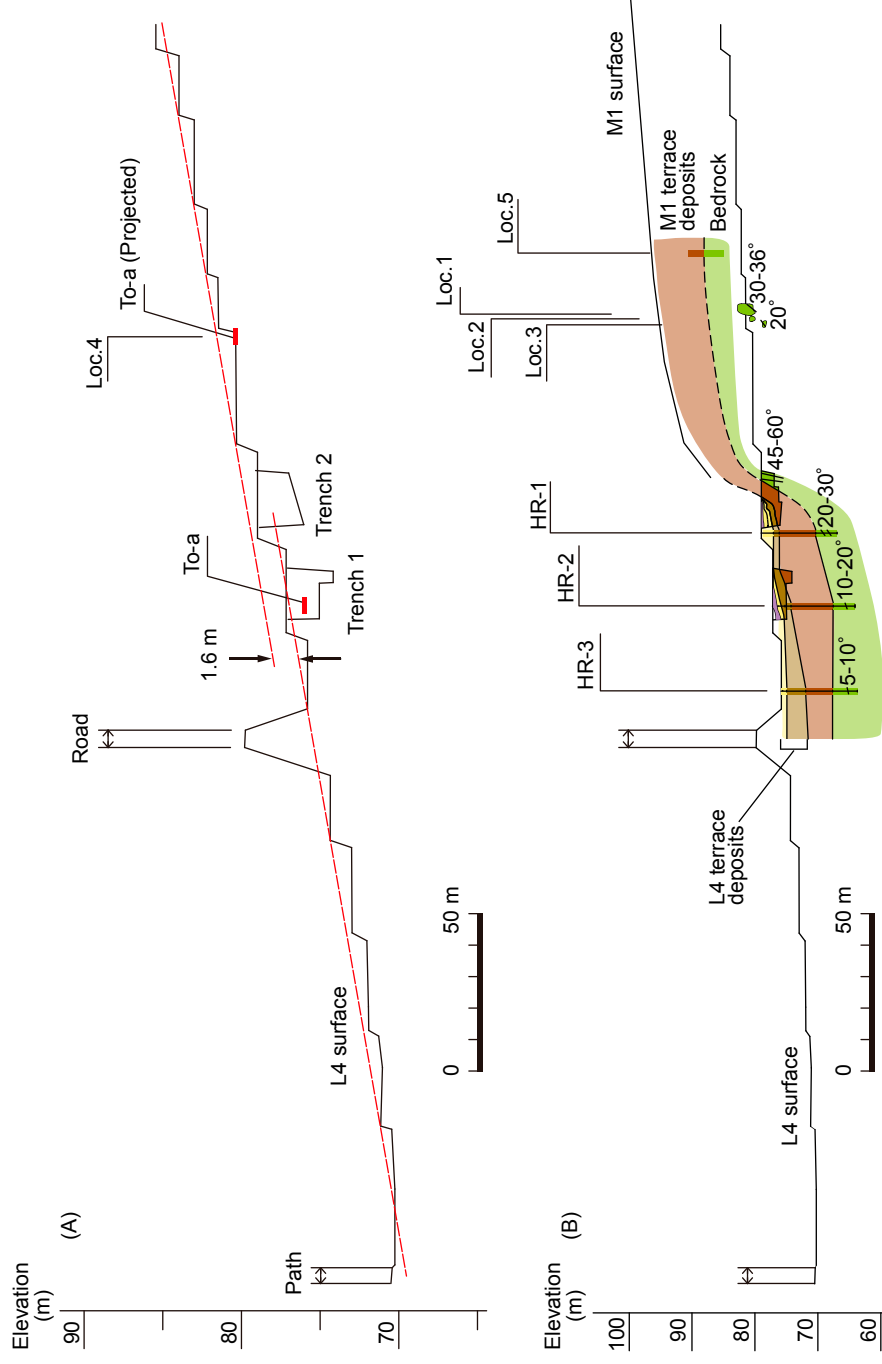 Elevation
(m)
90
80
70
(A)
Path
Road
1.6 m
To-a
Trench 1
Trench 2
Loc.4
To-a (Projected)
L4 surface
0
50 m
Elevation
(m)
100
90
80
70
60
(B)
L4 surface
L4 terrace
deposits
0
50 m
HR-3
HR-2
HR-1
Loc.3
Loc.2
Loc.1
Loc.5
M1 surface
M1 terrace
deposits
Bedrock
5-10°
10-20°
20-30°
45-60°
20°
30-36°